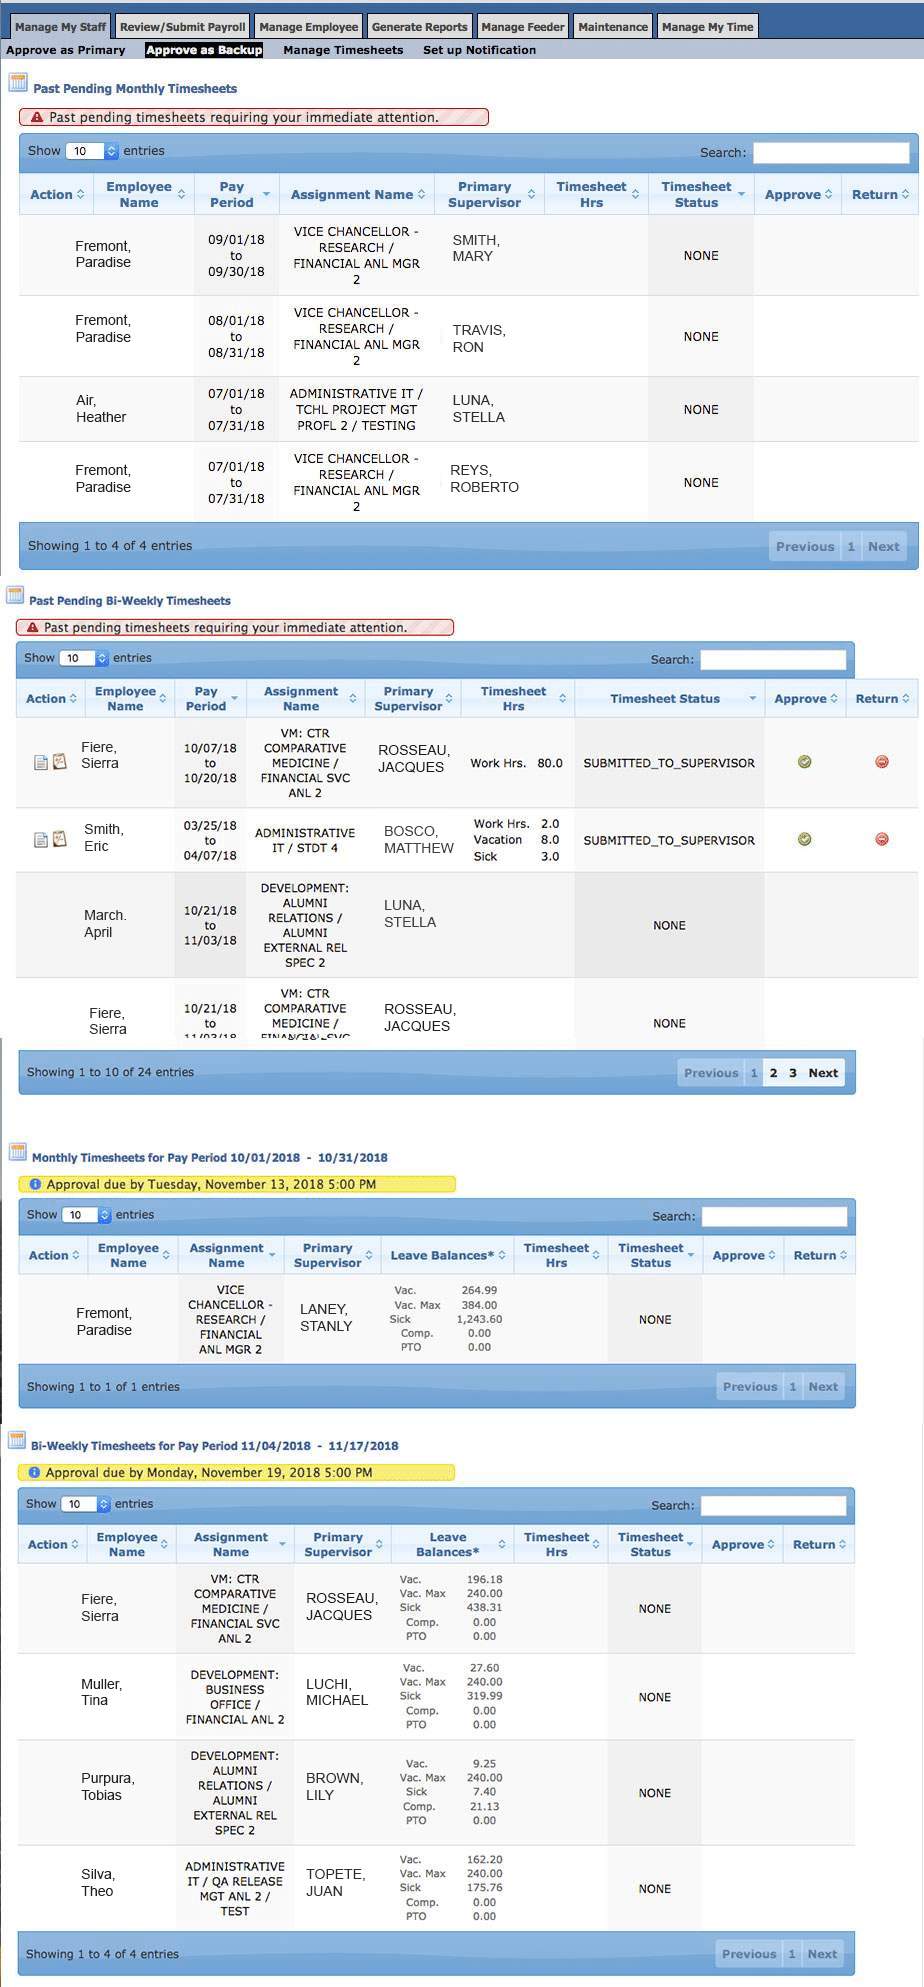 Manage My Staff Review/Submit Payroll Manage Employee Generate Reports Manage Feeder Maintenance Manage My Time
Approve as Primary Approve as Backup Manage Timesheets Set up Notification
Past Pending Monthly Timesheets
Past pending timesheets requiring your immediate attention.
Show 10 entries Search:
Action Employee Name Pay Period Assignment Name Primary Supervisor Timesheet Hrs Timesheet Status Approve Return
Fremont, Paradise 09/01/18 to 09/30/18 VICE CHANCELLOR - RESEARCH / FINANCIAL ANL MGR 2 SMITH, MARY NONE
Fremont, Paradise 08/01/18 to 08/31/18 VICE CHANCELLOR - RESEARCH / FINANCIAL ANL MGR 2 TRAVIS, RON NONE
Air, Heather 07/01/18 to 07/31/18 ADMINISTRATIVE IT / TCHL PROJECT MGT PROFL 2 / TESTING LUNA, STELLA NONE
Fremont, Paradise 07/01/18 to 07/31/18 VICE CHANCELLOR - RESEARCH / FINANCIAL ANL MGR 2 REYS, ROBERTO NONE
Showing 1 to 4 of 4 entries Previous 1 Next
Past Pending Bi-Weekly Timesheets
Past pending timesheets requiring your immediate attention.
Show 10 entries Search:
Action Employee Name Pay Period Assignment Name Primary Supervisor Timesheet Hrs Timesheet Status Approve Return
Fiere, Sierra 10/07/18 to 10/20/18 VM: CTR COMPARATIVE MEDICINE / FINANCIAL SVC ANL 2 ROSSEAU, JACQUES Work Hrs. 80.0 SUBMITTED_TO_SUPERVISOR
Smith, Eric 03/25/18 to 04/07/18 ADMINISTRATIVE IT / STDT 4 BOSCO, MATTHEW Work Hrs. 2.0 Vacation 8.0 Sick 3.0 SUBMITTED_TO_SUPERVISOR
March. April 10/21/18 to 11/03/18 DEVELOPMENT: ALUMNI RELATIONS / ALUMNI EXTERNAL REL SPEC 2 LUNA, STELLA NONE
Fiere, Sierra 10/21/18 to 11/03/18 VM: CTR COMPARATIVE MEDICINE / FINANCIAL SVC ROSSEAU, JACQUES NONE
Showing 1 to 10 of 24 entries Previous 1 2 3 Next
Monthly Timesheets for Pay Period 10/01/2018 - 10/31/2018
Approval due by Tuesday, November 13, 2018 5:00 PM
Show 10 entries Search:
Action Employee Name Assignment Name Primary Supervisor Leave Balances* Timesheet Hrs Timesheet Status Approve Return
Fremont, Paradise VICE CHANCELLOR - RESEARCH / FINANCIAL ANL MGR 2 LANEY, STANLY Vac. 264.99 Vac. Max 384.00 Sick 1,243.60 Comp. 0.00 PTO 0.00 NONE
Showing 1 to 1 of 1 entries Previous 1 Next
Bi-Weekly Timesheets for Pay Period 11/04/2018 - 11/17/2018
Approval due by Monday, November 19, 2018 5:00 PM
Show 10 entries Search:
Action Employee Name Assignment Name Primary Supervisor Leave Balances* Timesheet Hrs Timesheet Status Approve Return
Fiere, Sierra VM: CTR COMPARATIVE MEDICINE / FINANCIAL SVC ANL 2 ROSSEAU, JACQUES Vac. 196.18 Vac. Max 240.00 Sick 438.31 Comp. 0.00 PTO 0.00 NONE
Muller, Tina DEVELOPMENT: BUSINESS OFFICE / FINANCIAL ANL 2 LUCHI, MICHAEL Vac. 27.60 Vac. Max 240.00 Sick 319.99 Comp. 0.00 PTO 0.00 NONE
Purpura, Tobias DEVELOPMENT: ALUMNI RELATIONS / ALUMNI EXTERNAL REL SPEC 2 BROWN, LILY Vac. 9.25 Vac. Max 240.00 Sick 7.40 Comp. 21.13 PTO 0.00 NONE
Silva, Theo ADMINISTRATIVE IT / QA RELEASE MGT ANL 2 / TEST TOPETE, JUAN Vac. 162.20 Vac. Max 240.00 Sick 175.76 Comp. 0.00 PTO 0.00 NONE
Showing 1 to 4 of 4 entries Previous 1 Next